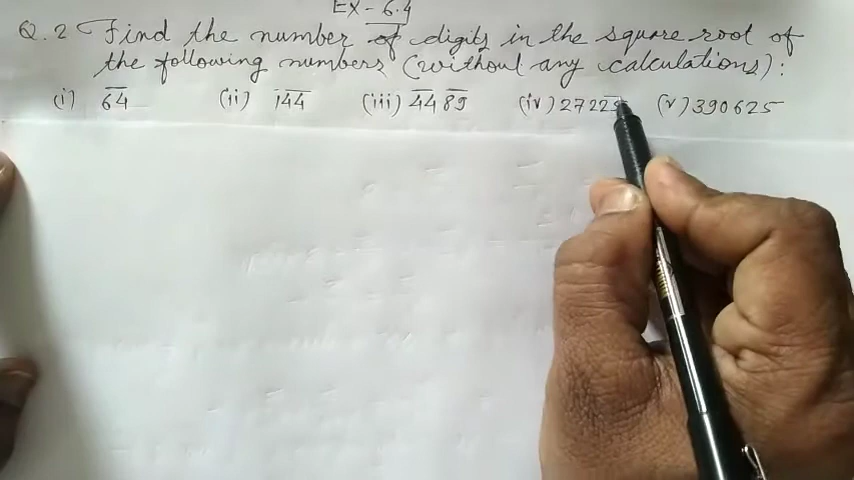 EX - 6.4
Q.2 Find the number of digits in the square root of
the following numbers (without any calculations):
(i) 64 (ii) 144 (iii) 4489 (iv) 27225 (v) 390625